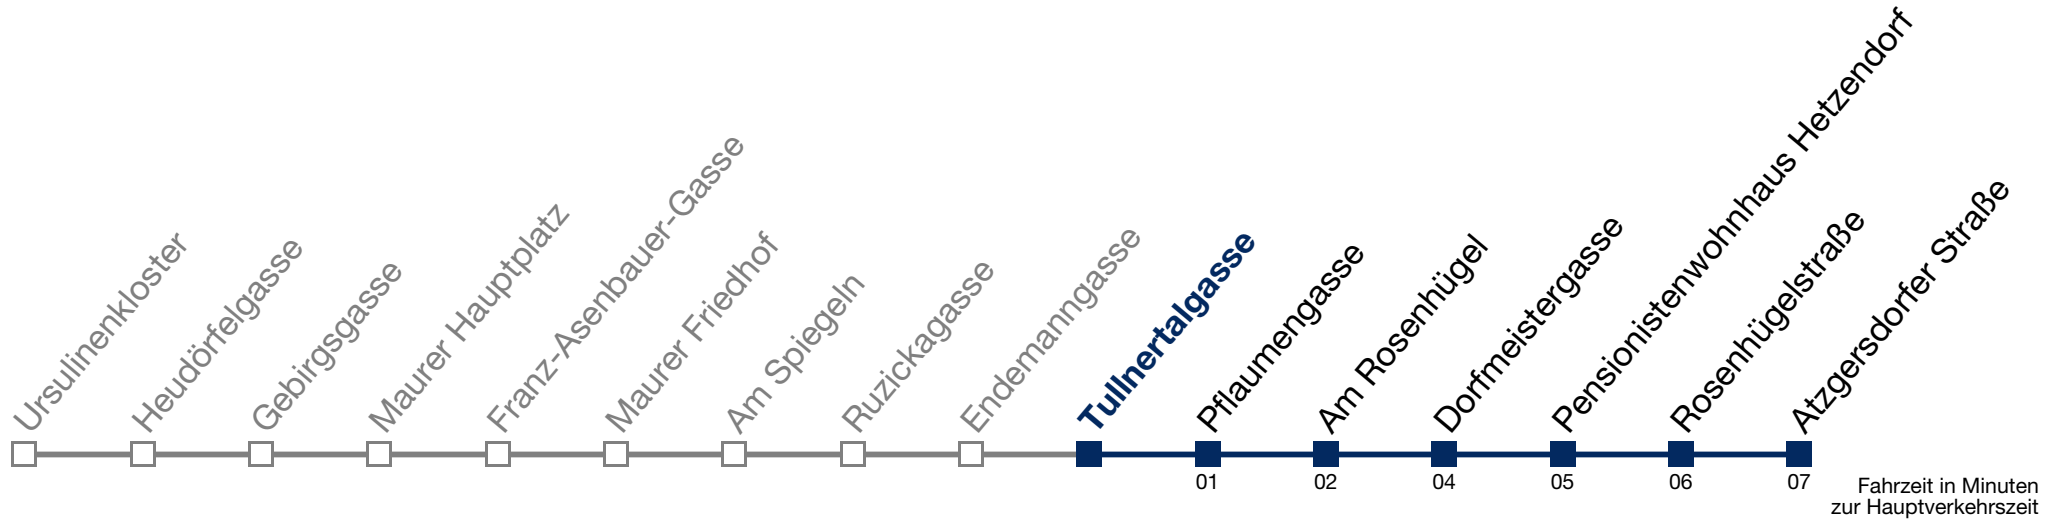 Ursulinenkloster
Heudörfelgasse
Gebirgsgasse
Maurer Hauptplatz
Franz-Asenbauer-Gasse
Maurer Friedhof
Am Spiegeln
Ruzickagasse
Endemanngasse
Tullnertalgasse
Pflaumengasse
Am Rosenhügel
Dorfmeistergasse
Pensionistenwohnhaus Hetzendorf
Rosenhügelstraße
Atzgersdorfer Straße
01
02
04
05
06
07
Fahrzeit in Minuten
zur Hauptverkehrszeit